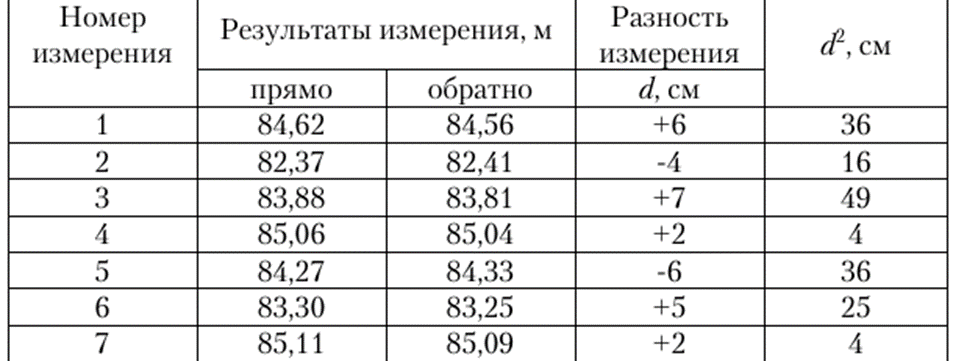 Номер измерения Результаты измерения, м Разность измерения d², см
прямо обратно d, см
1 84,62 84,56 +6 36
2 82,37 82,41 -4 16
3 83,88 83,81 +7 49
4 85,06 85,04 +2 4
5 84,27 84,33 -6 36
6 83,30 83,25 +5 25
7 85,11 85,09 +2 4